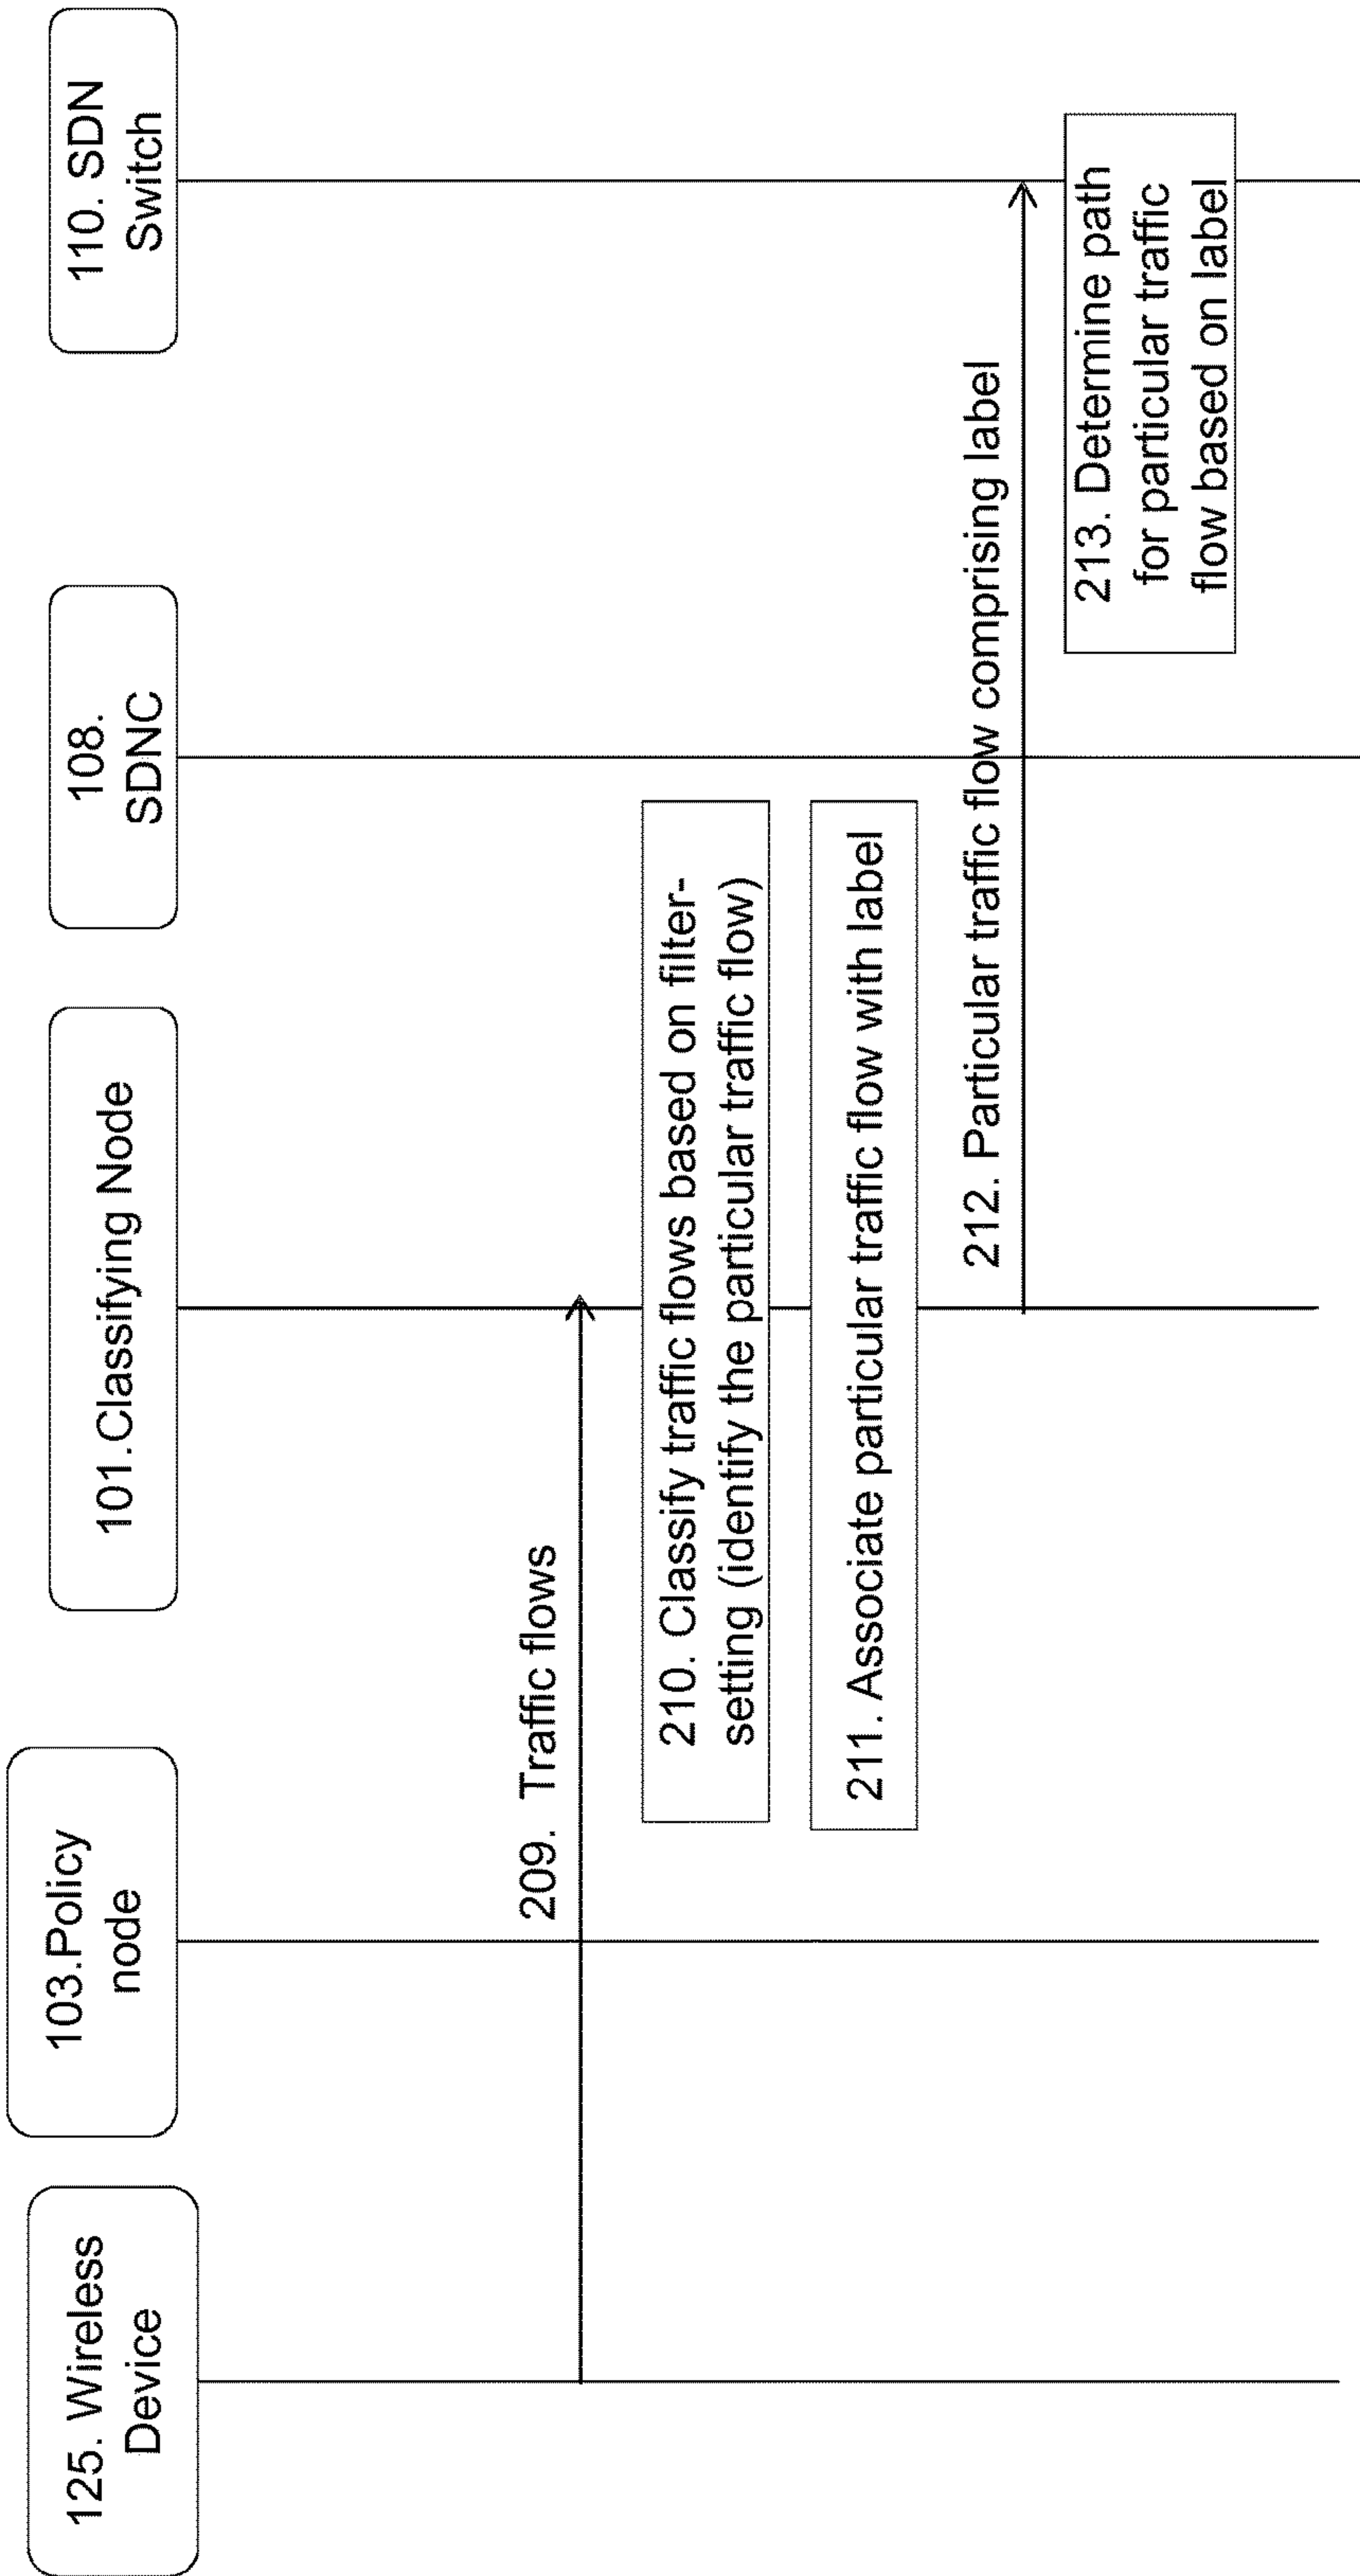 125. Wireless
Device
103.Policy
node
101.Classifying Node
108.
SDNC
110. SDN
Switch
209. Traffic flows
210. Classify traffic flows based on filter-
setting (identify the particular traffic flow)
211. Associate particular traffic flow with label
212. Particular traffic flow comprising label
213. Determine path
for particular traffic
flow based on label